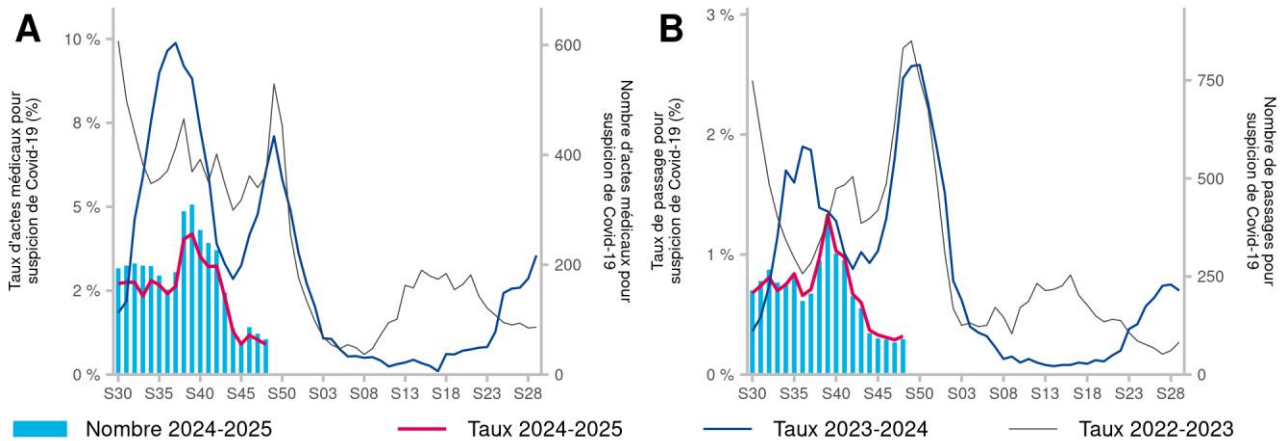 A
Taux d'actes médicaux pour
suspicion de Covid-19 (%)
10 %
8 %
5 %
2 %
0 %
600
400
200
0
Nombre d'actes médicaux pour
suspicion de Covid-19
S30 S35 S40 S45 S50 S03 S08 S13 S18 S23 S28
B
Taux de passage pour
suspicion de Covid-19 (%)
3 %
2 %
1 %
0 %
750
500
250
0
Nombre de passages pour
suspicion de Covid-19
S30 S35 S40 S45 S50 S03 S08 S13 S18 S23 S28
Nombre 2024-2025 Taux 2024-2025 Taux 2023-2024 Taux 2022-2023